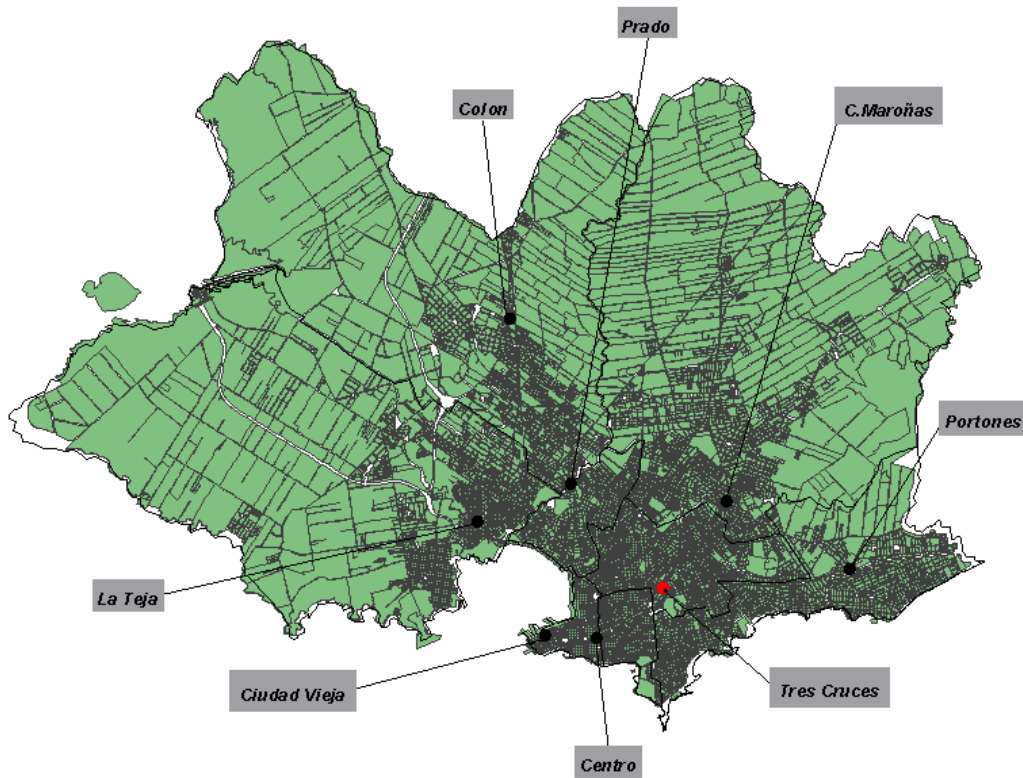 Prado
Colon
C.Maroñas
Portones
La Teja
Ciudad Vieja
Tres Cruces
Centro